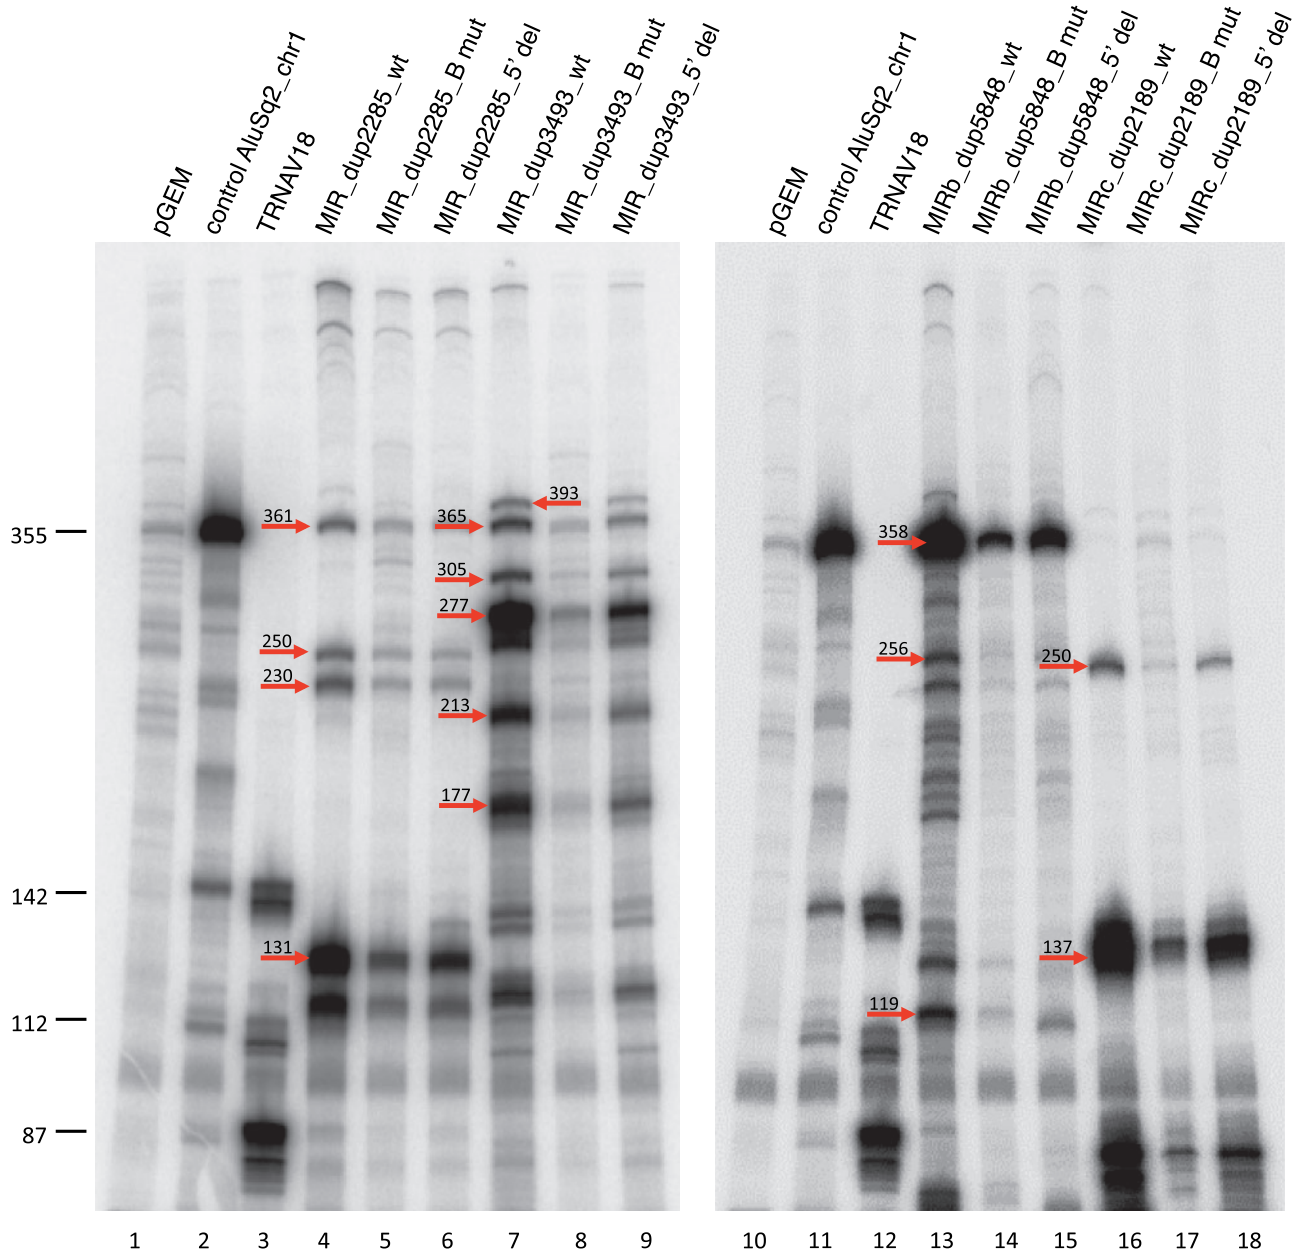 pGEM
control AluSq2_chr1
TRNAV18
MIR_dup2285_wt
MIR_dup2285_B mut
MIR_dup2285_5’ del
MIR_dup3493_wt
MIR_dup3493_B mut
MIR_dup3493_5’ del
pGEM
control AluSq2_chr1
TRNAV18
MIRb_dup5848_wt
MIRb_dup5848_B mut
MIRb_dup5848_5’ del
MIRc_dup2189_wt
MIRc_dup2189_B mut
MIRc_dup2189_5’ del
355
142
112
87
361
250
230
131
365
305
277
213
177
393
358
256
119
250
137
1 2 3 4 5 6 7 8 9 10 11 12 13 14 15 16 17 18